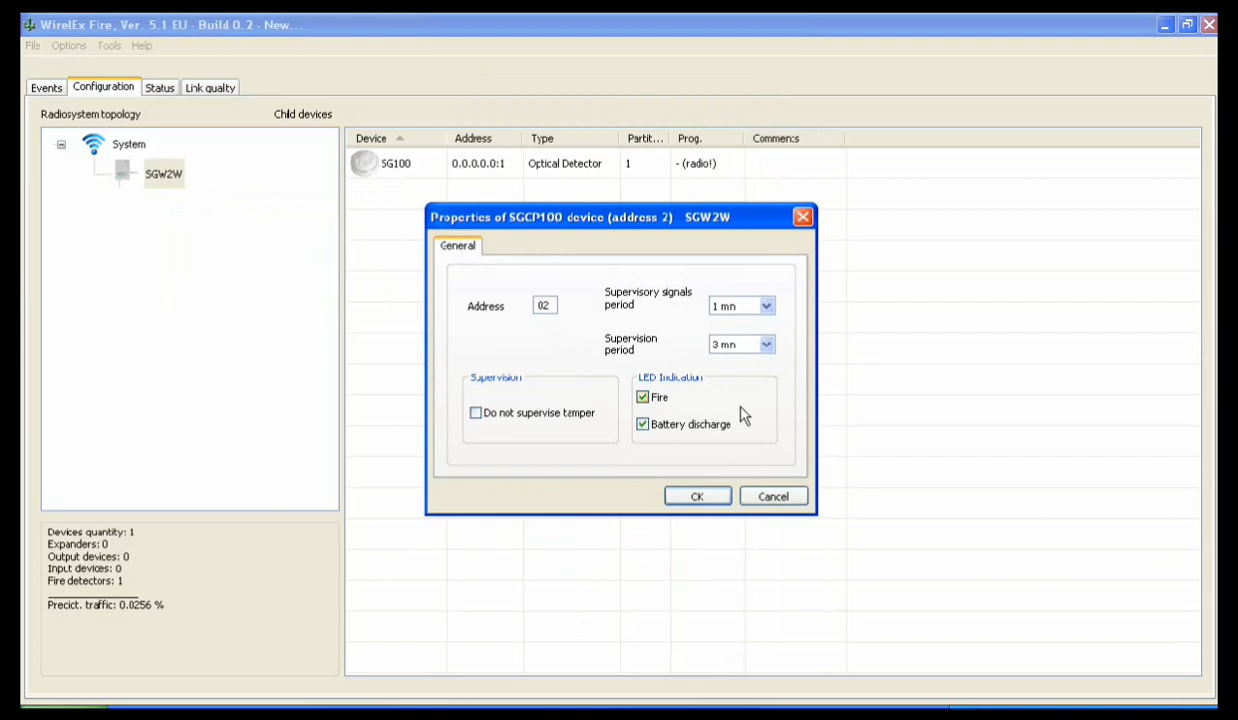 WirelEx Fire, Ver. 5.1 EU - Build 0.2 - New...
File Options Tools Help
Events Configuration Status Link quality
Radiosystem topology Child devices
System
SGW2W
Device Address Type Partit... Prog. Comments
SG100 0.0.0.0.0:1 Optical Detector 1 - (radio!)
Properties of SGCP100 device (address 2) - SGW2W
General
Address 02
Supervisory signals
period
1 mn
Supervision
period
3 mn
Supervision
Do not supervise tamper
LED Indication
Fire
Battery discharge
OK Cancel
Devices quantity: 1
Expanders: 0
Output devices: 0
Input devices: 0
Fire detectors: 1
Predict. traffic: 0.0256 %